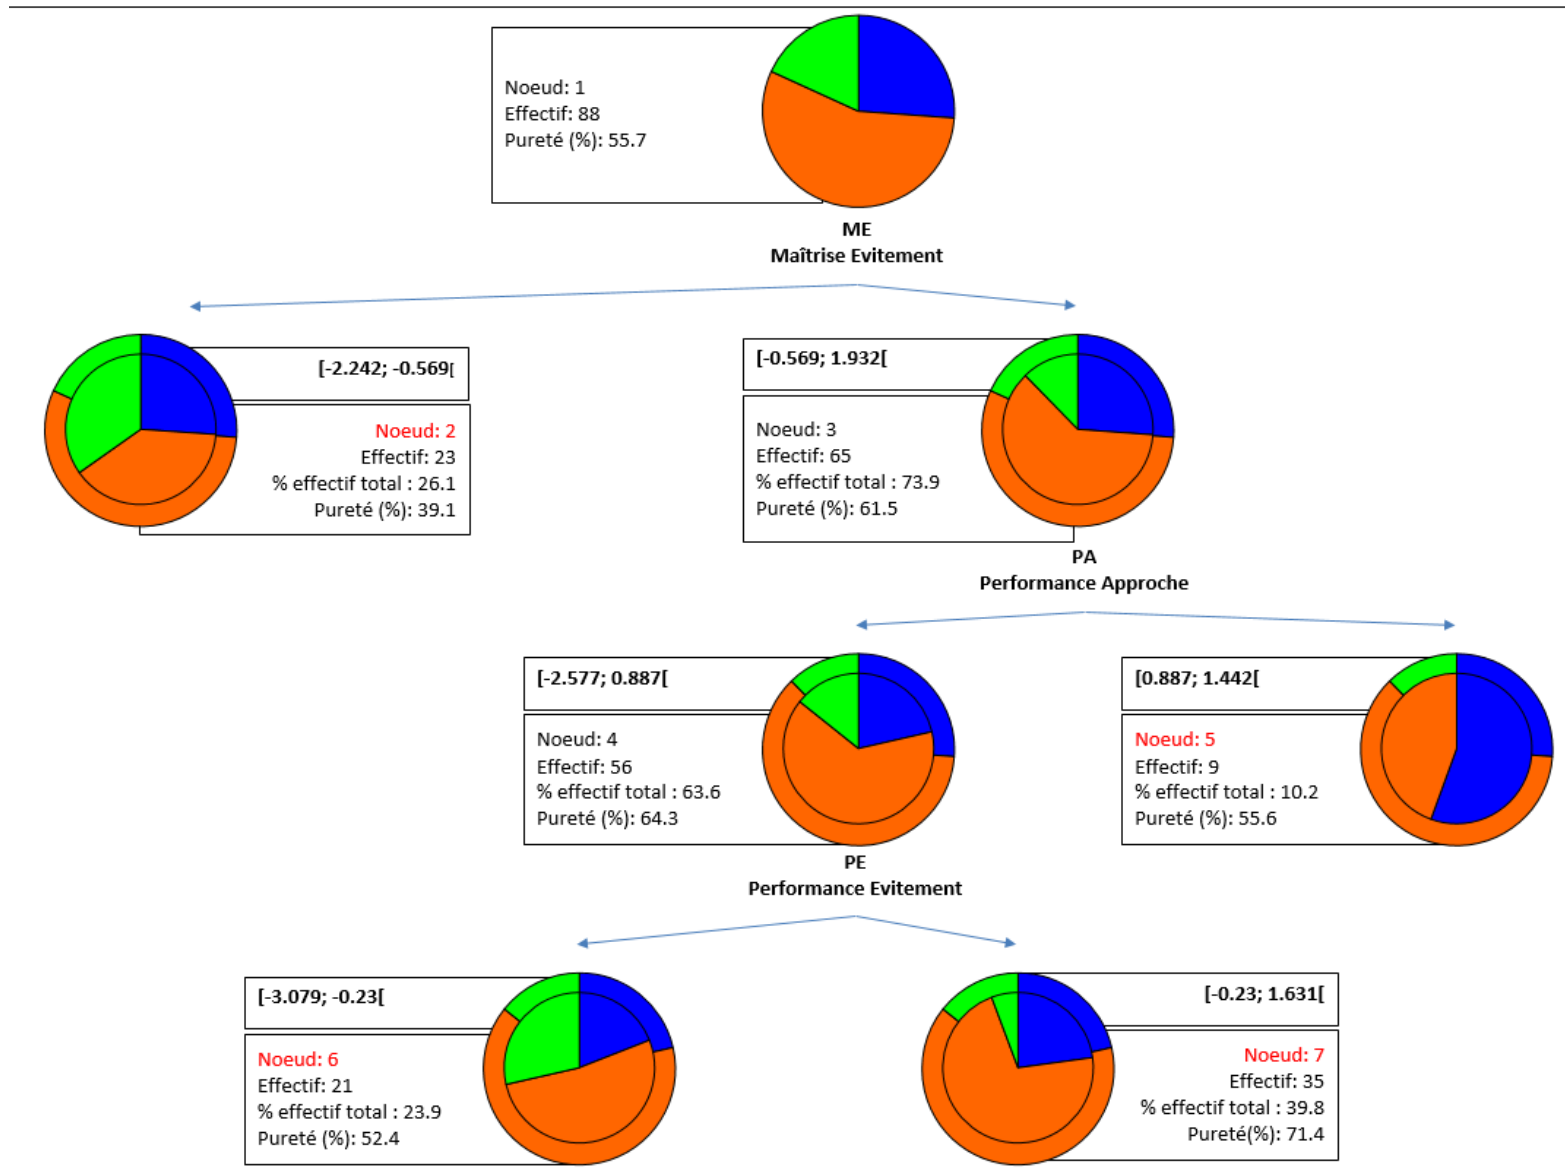 Noeud: 1
Effectif: 88
Pureté (%): 55.7
ME
Maîtrise Evitement
[-2.242; -0.569[
Noeud: 2
Effectif: 23
% effectif total : 26.1
Pureté (%): 39.1
[-0.569; 1.932[
Noeud: 3
Effectif: 65
% effectif total : 73.9
Pureté (%): 61.5
PA
Performance Approche
[-2.577; 0.887[
Noeud: 4
Effectif: 56
% effectif total : 63.6
Pureté (%): 64.3
[0.887; 1.442[
Noeud: 5
Effectif: 9
% effectif total : 10.2
Pureté (%): 55.6
PE
Performance Evitement
[-3.079; -0.23[
Noeud: 6
Effectif: 21
% effectif total : 23.9
Pureté (%): 52.4
[-0.23; 1.631[
Noeud: 7
Effectif: 35
% effectif total : 39.8
Pureté(%): 71.4